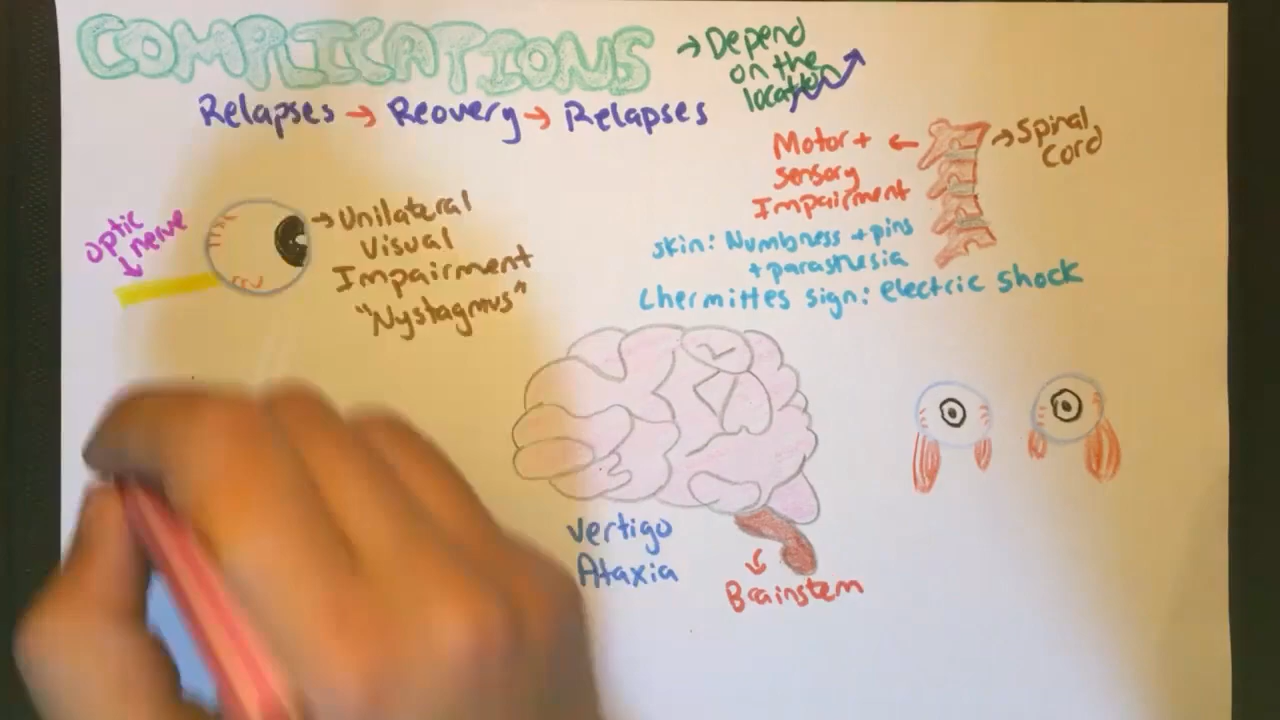 COMPLICATIONS
→ Depend
on the
location
Relapses → Reovery → Relapses
optic
nerve
→ Unilateral
Visual
Impairment
"Nystagmus"
Motor +
sensory
Impairment
→ Spinal
Cord
skin: Numbness + pins
+ parasthesia
Lhermittes sign: electric shock
Vertigo
Ataxia
Brainstem